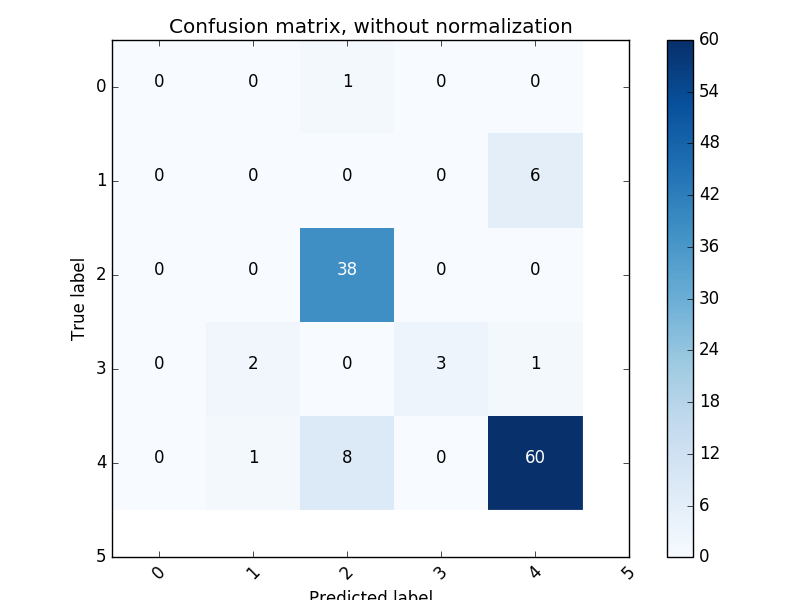 Confusion matrix, without normalization
0 0 0 1 0 0
1 0 0 0 0 6
2 0 0 38 0 0
3 0 2 0 3 1
4 0 1 8 0 60
5
0 1 2 3 4 5
True label
Predicted label
60
54
48
42
36
30
24
18
12
6
0